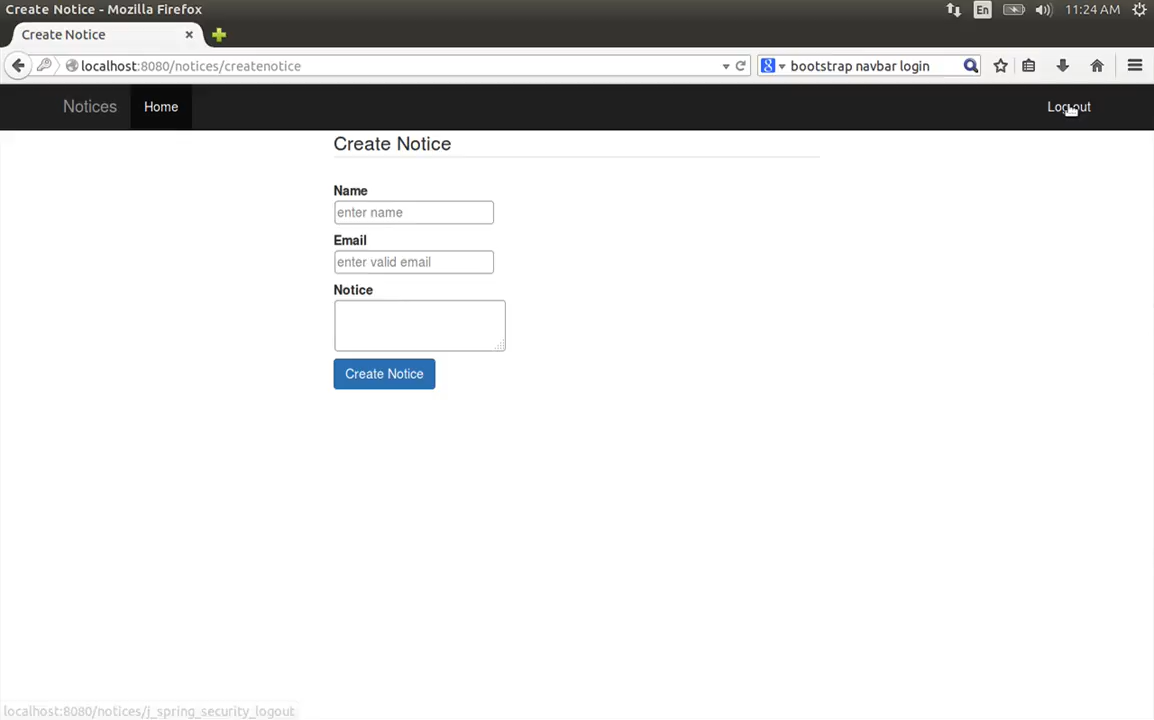 Create Notice - Mozilla Firefox
En
11:24 AM
Create Notice
localhost:8080/notices/createnotice
bootstrap navbar login
Notices
Home
Logout
Create Notice
Name
enter name
Email
enter valid email
Notice
Create Notice
localhost:8080/notices/j_spring_security_logout